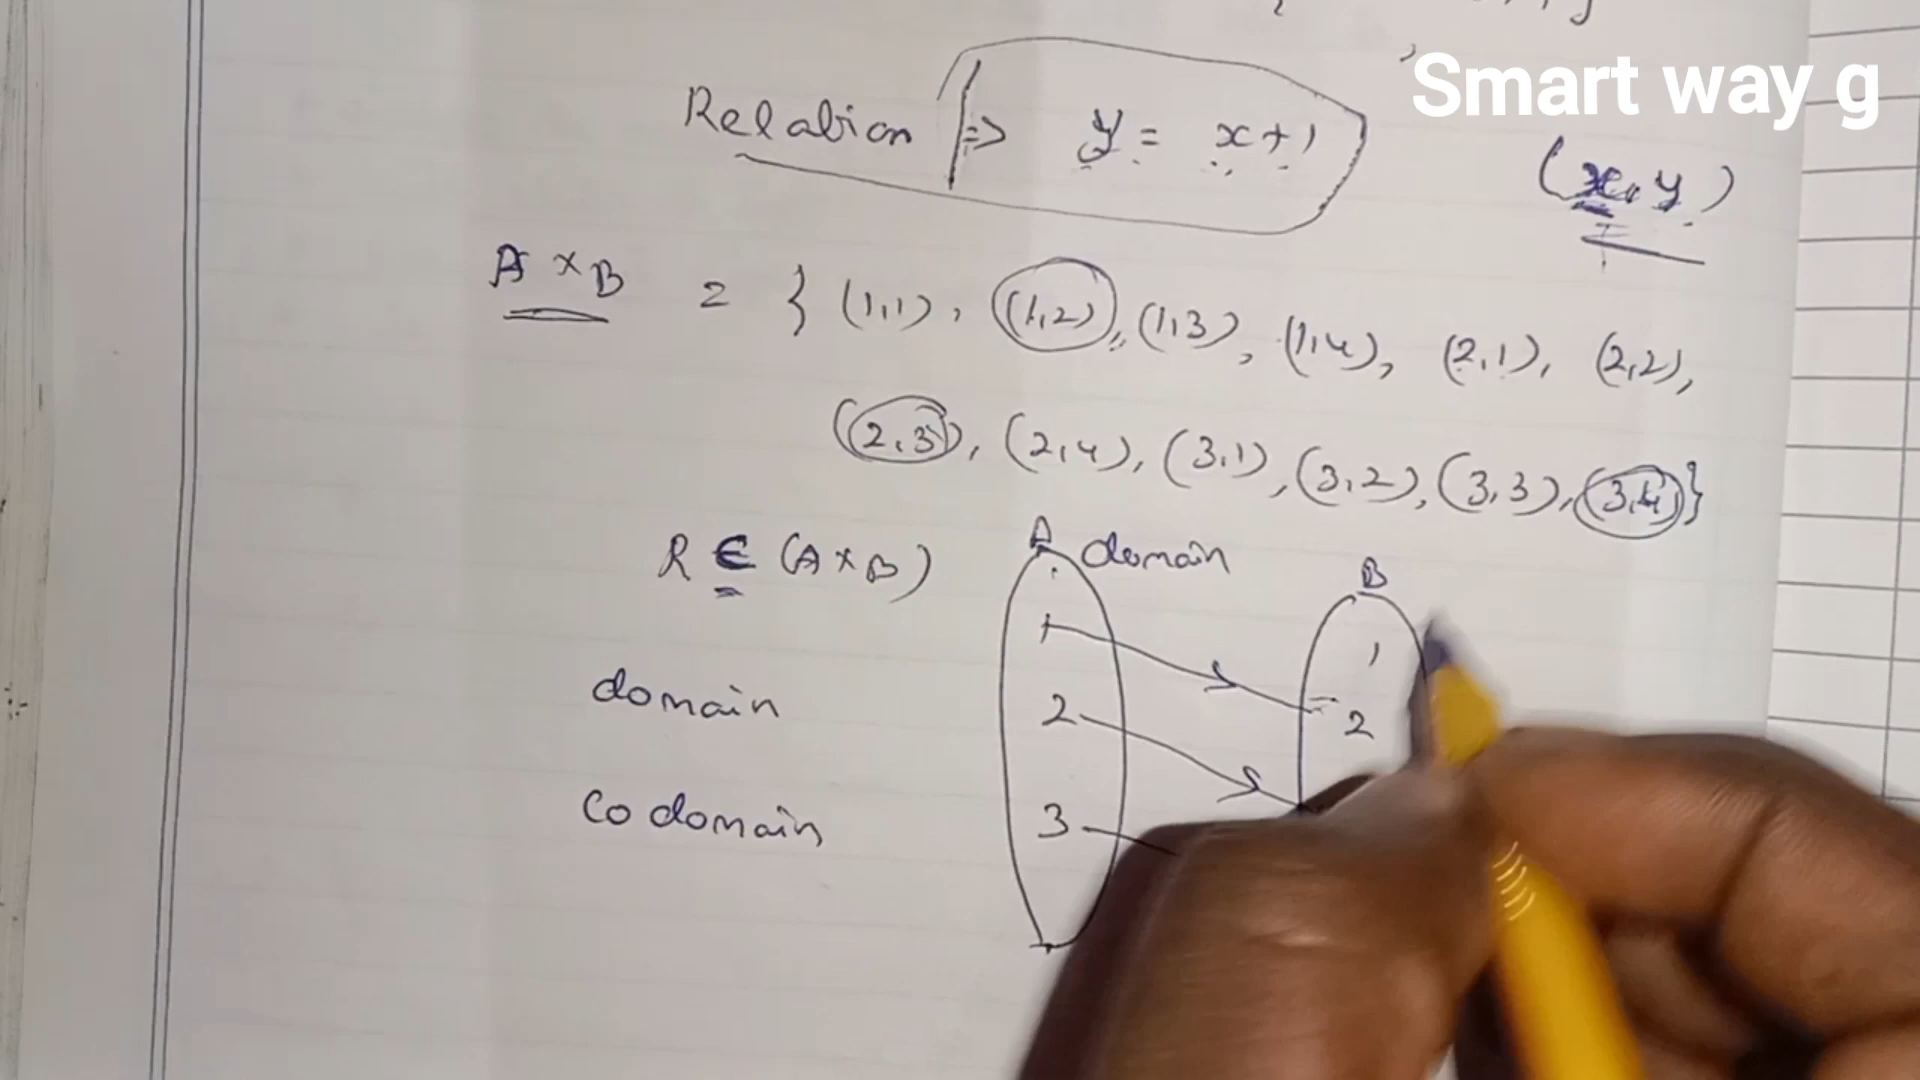 Smart way g
Relation => y = x+1
(x, y)
A × B = { (1,1), (1,2), (1,3), (1,4), (2,1), (2,2),
(2,3), (2,4), (3,1), (3,2), (3,3), (3,4) }
R ∈ (A × B)
A domain
B
1
1
2
2
3
domain
Co domain